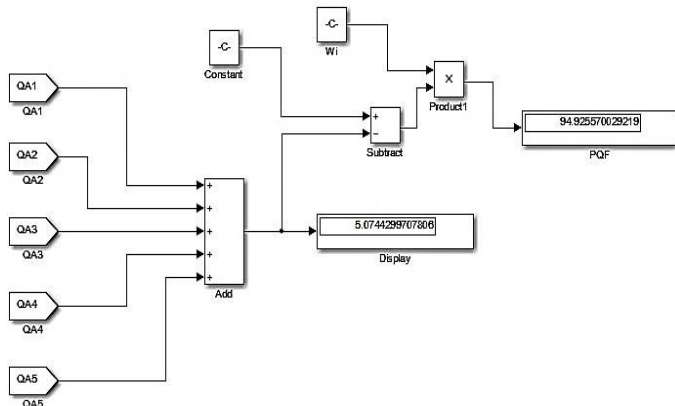 -C-
Wi
-C-
Constant
QA1
QA1
X
Product1
+
−
Subtract
94.925570029219
PQF
QA2
QA2
+
+
+
+
+
Add
QA3
QA3
5.0744299707806
Display
QA4
QA4
QA5
QA5